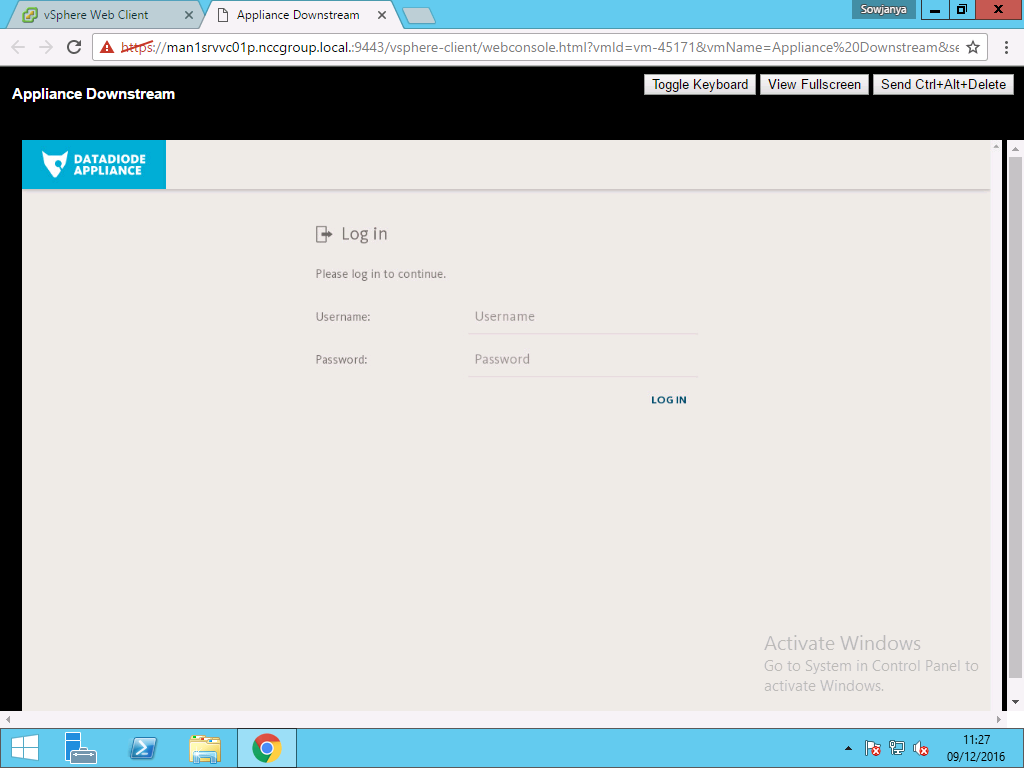 vSphere Web Client
Appliance Downstream
Sowjanya
https://man1srvvc01p.nccgroup.local.:9443/vsphere-client/webconsole.html?vmId=vm-45171&vmName=Appliance%20Downstream&se
Appliance Downstream
Toggle Keyboard
View Fullscreen
Send Ctrl+Alt+Delete
DATADIODE
APPLIANCE
Log in
Please log in to continue.
Username:
Username
Password:
Password
LOG IN
Activate Windows
Go to System in Control Panel to
activate Windows.
11:27
09/12/2016